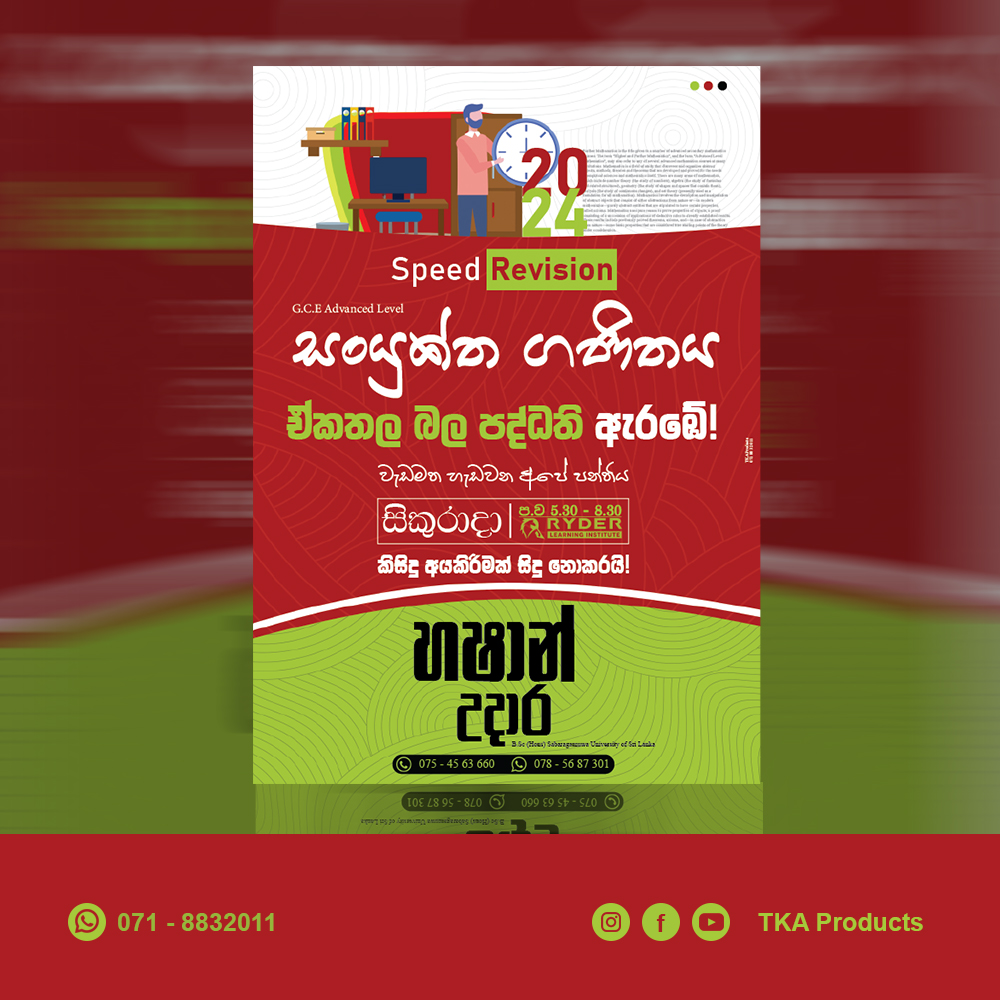 2024
Speed Revision
G.C.E Advanced Level
සංයුක්ත ගණිතය
ඒකතල බල පද්ධති ඇරඹේ!
වැඩමත හැඩවන අපේ පන්තිය
සිකුරාදා
ප.ව 5.30 - 8.30
RYDER
LEARNING INSTITUTE
කිසිදු අයකිරිමක් සිදු නොකරයි!
හෂාන්
උදාර
B.Sc (Hons) Sabaragamuwa University of Sri Lanka
075 - 45 63 660 078 - 56 87 301
071 - 8832011
TKA Products